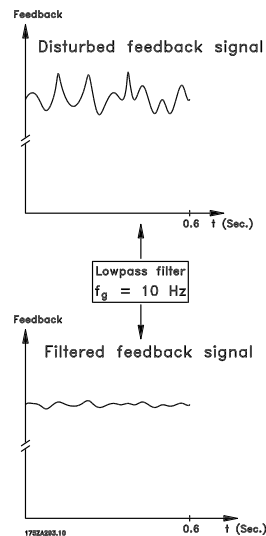 Feedback
Disturbed feedback signal
0.6 t (Sec.)
Lowpass filter
fg = 10 Hz
Feedback
Filtered feedback signal
0.6 t (Sec.)
175ZA293.10